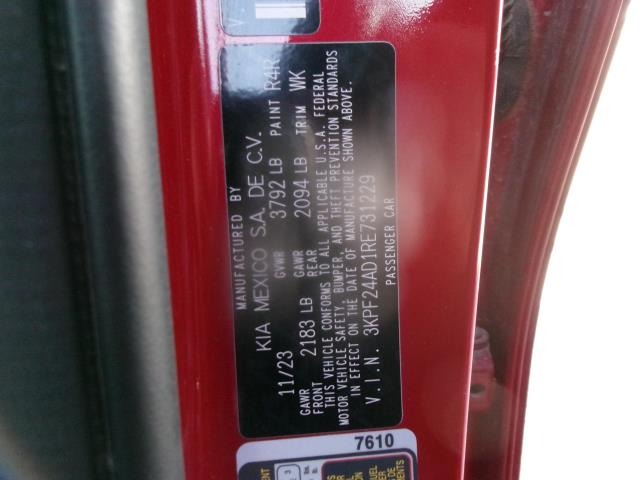 MANUFACTURED BY
KIA MEXICO S.A. DE C.V.
11/23 GVWR 3792 LB PAINT R4R
GAWR FRONT 2183 LB GAWR REAR 2094 LB TRIM WK
THIS VEHICLE CONFORMS TO ALL APPLICABLE U.S.A. FEDERAL
MOTOR VEHICLE SAFETY, BUMPER, AND THEFT PREVENTION STANDARDS
IN EFFECT ON THE DATE OF MANUFACTURE SHOWN ABOVE.
V.I.N. 3KPF24AD1RE731229
PASSENGER CAR
7610